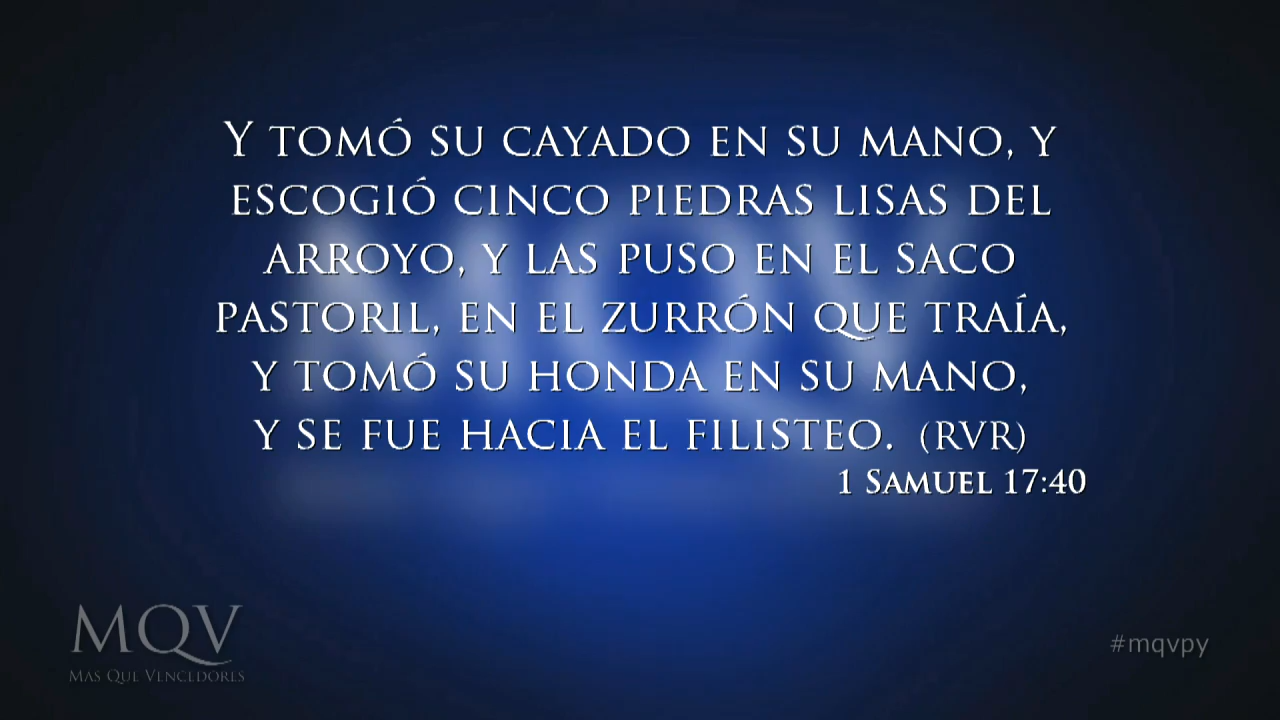 Y TOMÓ SU CAYADO EN SU MANO, Y
ESCOGIÓ CINCO PIEDRAS LISAS DEL
ARROYO, Y LAS PUSO EN EL SACO
PASTORIL, EN EL ZURRÓN QUE TRAÍA,
Y TOMÓ SU HONDA EN SU MANO,
Y SE FUE HACIA EL FILISTEO. (RVR)
1 SAMUEL 17:40
MQV
MAS QUE VENCEDORES
#mqvpy